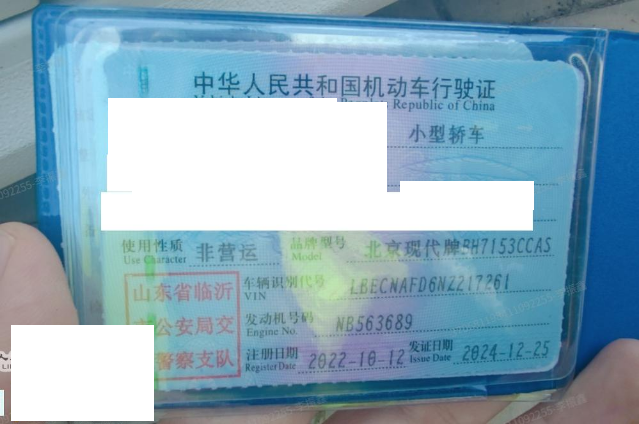 中华人民共和国机动车行驶证
Republic of China
小型轿车
使用性质 非营运 品牌型号 北京现代牌BH7153CCAS
Use Character Model
山东省临沂 车辆识别代号 LBECNAFD6NZ217261
VIN
公安局交 发动机号码 NB563689
Engine No.
警察支队 注册日期 2022-10-12 发证日期 2024-12-25
Register Date Issue Date